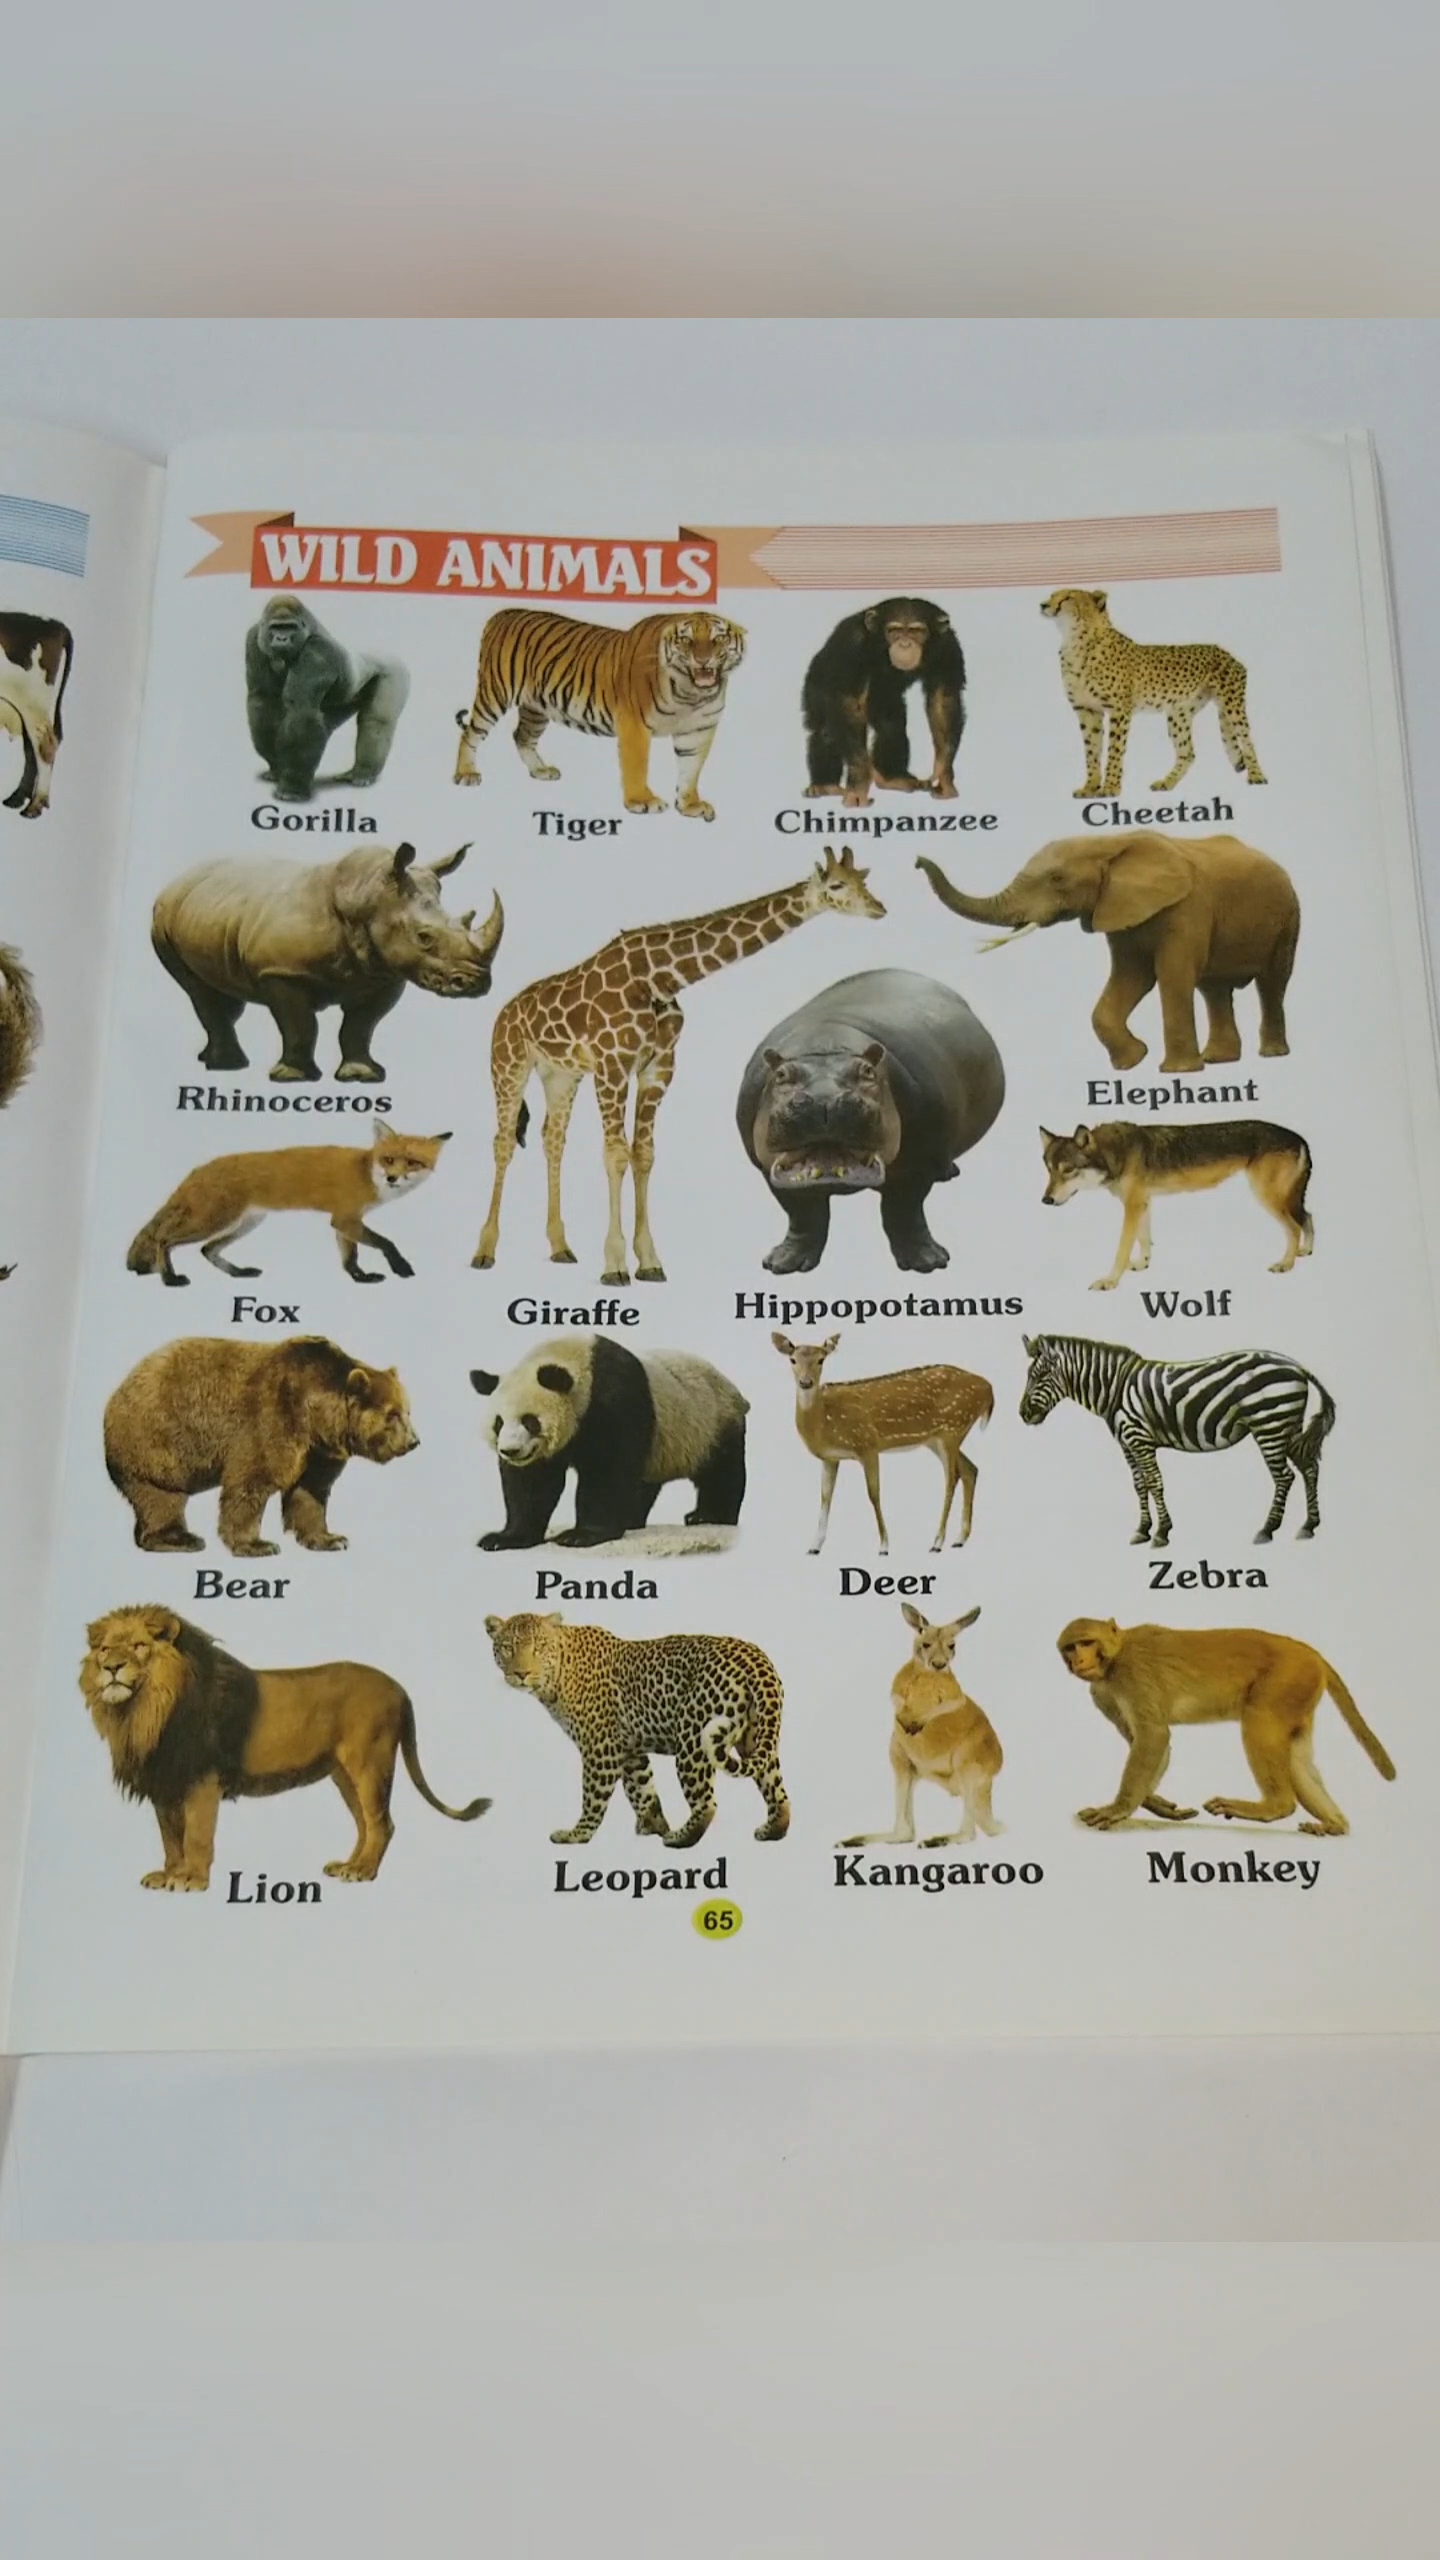 WILD ANIMALS
Gorilla Tiger Chimpanzee Cheetah
Rhinoceros Elephant
Fox Giraffe Hippopotamus Wolf
Bear Panda Deer Zebra
Lion Leopard Kangaroo Monkey
65